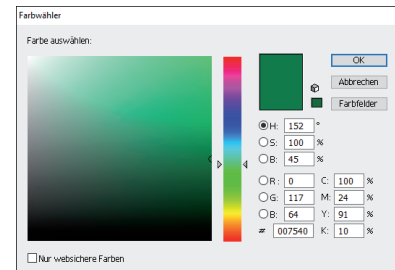 Farbwähler
Farbe auswählen:
OK
Abbrechen
Farbfelder
H: 152 °
S: 100 %
B: 45 %
R: 0 C: 100 %
G: 117 M: 24 %
B: 64 Y: 91 %
# 007540 K: 10 %
Nur websichere Farben